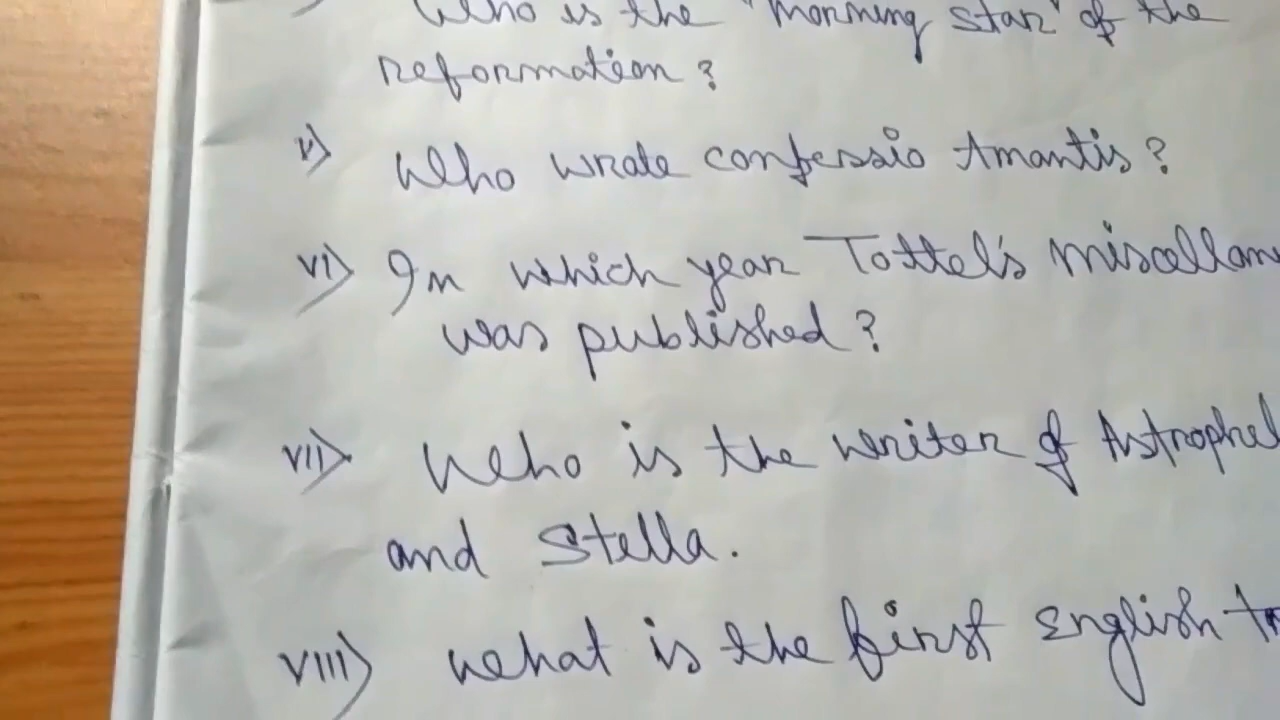 Who is the "morning star" of the
reformation?
v) Who wrote confessio Amantis?
VI) In which year Tottel's miscellan
was published?
VII) Who is the writer of Astrophel
and Stella.
VIII) What is the first English